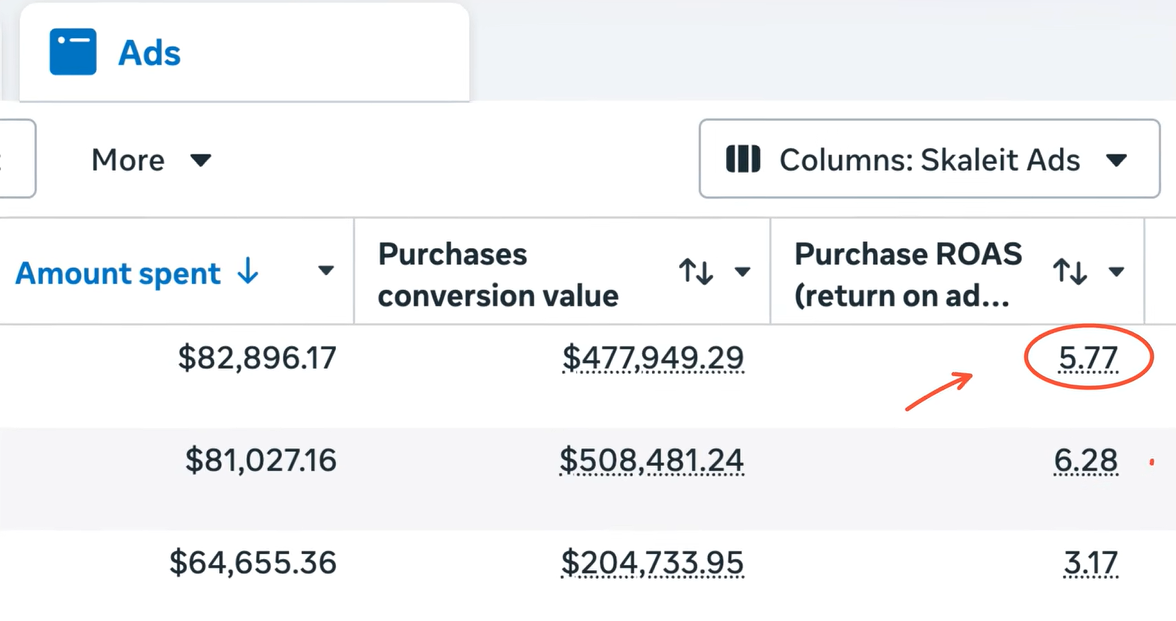 Ads
More
Columns: Skaleit Ads
Amount spent
Purchases
conversion value
Purchase ROAS
(return on ad...
$82,896.17 $477,949.29 5.77
$81,027.16 $508,481.24 6.28
$64,655.36 $204,733.95 3.17